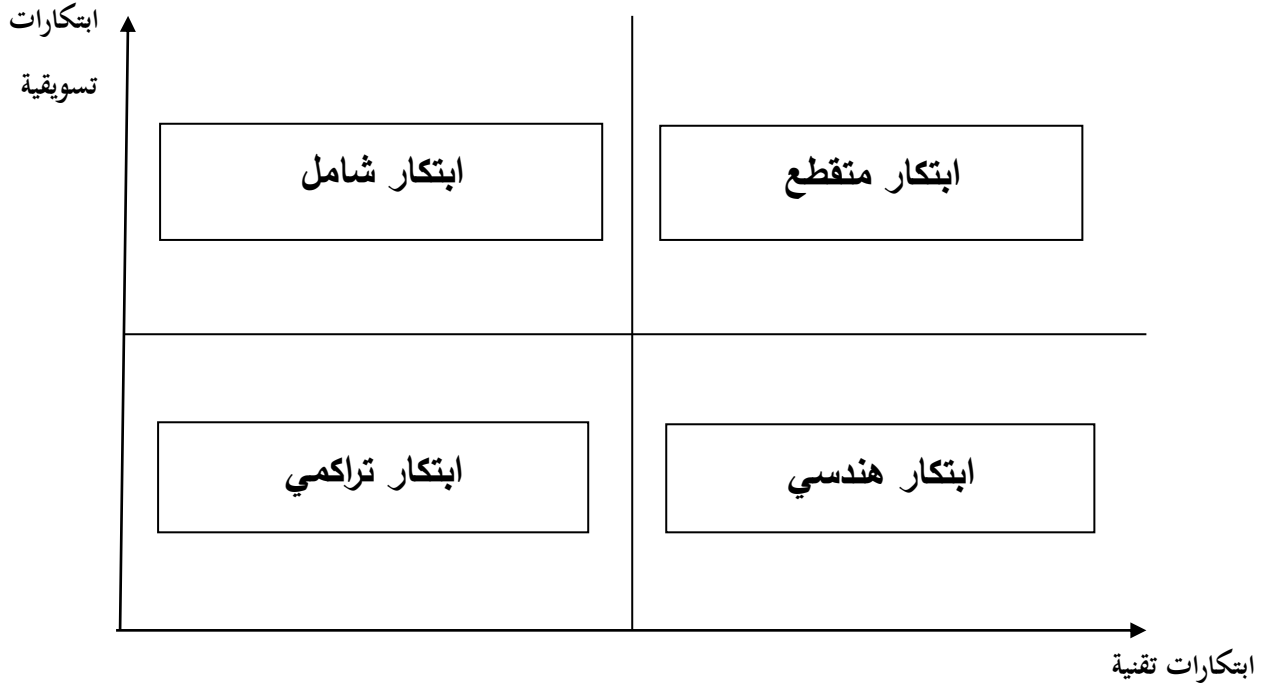 ابتكارات
تسويقية
ابتكار متقطع
ابتكار شامل
ابتكار هندسي
ابتكار تراكمي
ابتكارات تقنية